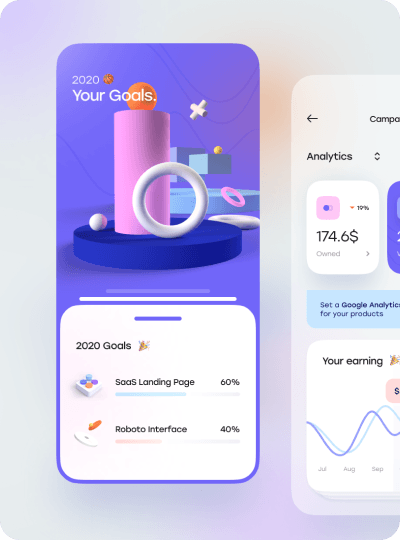 2020
Your Goals.
2020 Goals
SaaS Landing Page 60%
Roboto Interface 40%
Campa
Analytics
19%
174.6$
Owned
Set a Google Analytics
for your products
Your earning
$
Jul Aug Sep